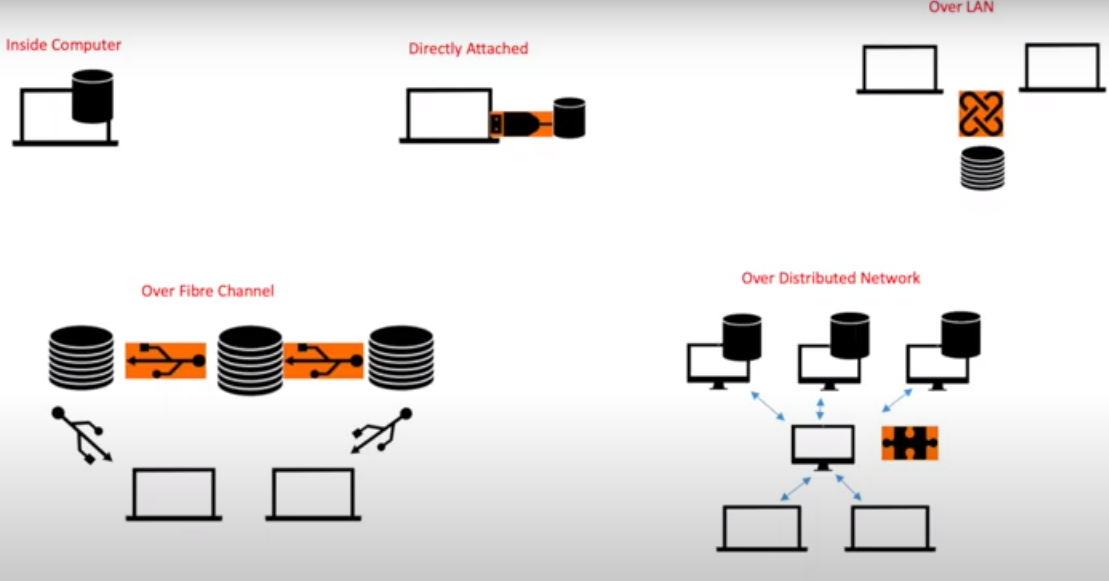 Over LAN
Inside Computer
Directly Attached
Over Fibre Channel
Over Distributed Network